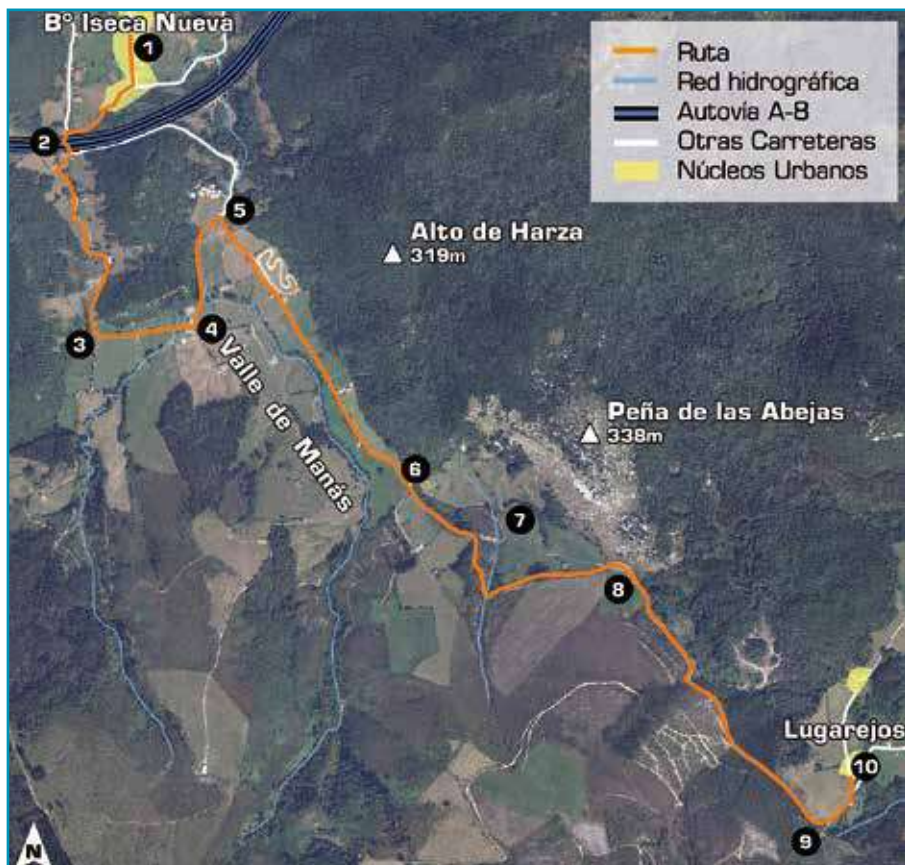 Bº Iseca Nueva
1
Ruta
Red hidrográfica
Autovía A-8
Otras Carreteras
Núcleos Urbanos
2
5
Alto de Harza
319m
3
4
Valle de Manás
Peña de las Abejas
338m
6
7
8
Lugarejos
10
9
N